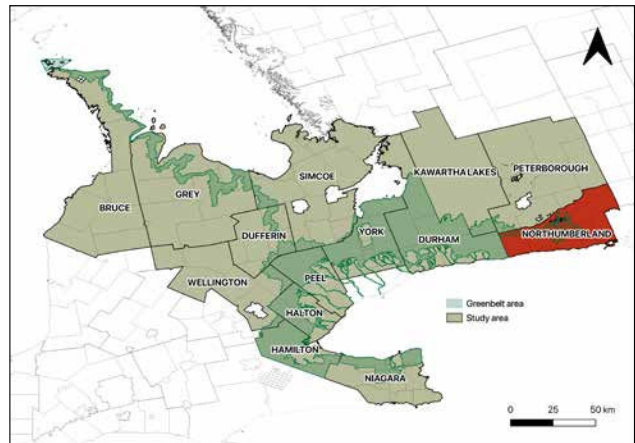 BRUCE
GREY
SIMCOE
KAWARTHA LAKES
PETERBOROUGH
DUFFERIN
YORK
DURHAM
NORTHUMBERLAND
WELLINGTON
PEEL
HALTON
HAMILTON
NIAGARA
Greenbelt area
Study area
0 25 50 km